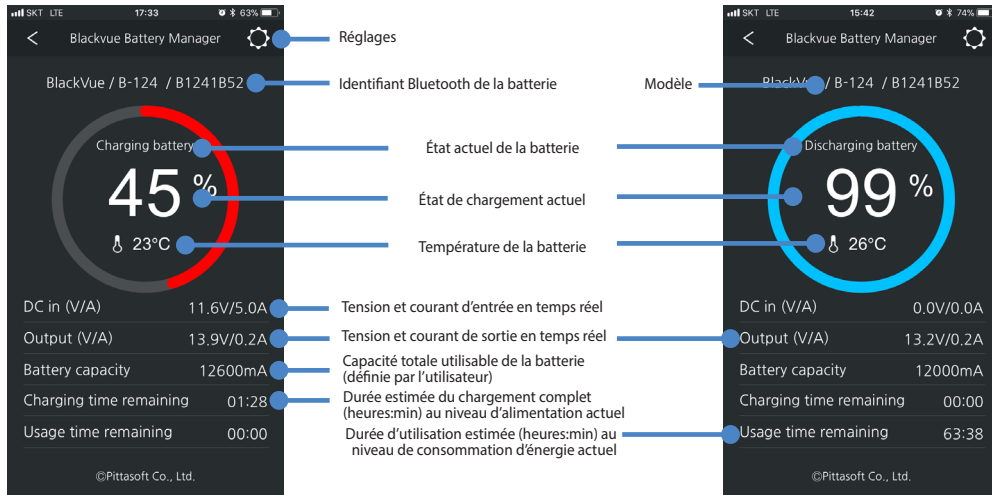 SKT LTE 17:33 63%
Blackvue Battery Manager
BlackVue / B-124 / B1241B52
Charging battery
45 %
23°C
DC in (V/A) 11.6V/5.0A
Output (V/A) 13.9V/0.2A
Battery capacity 12600mA
Charging time remaining 01:28
Usage time remaining 00:00
©Pittasoft Co., Ltd.
Réglages
Identifiant Bluetooth de la batterie
Modèle
État actuel de la batterie
État de chargement actuel
Température de la batterie
Tension et courant d’entrée en temps réel
Tension et courant de sortie en temps réel
Capacité totale utilisable de la batterie
(définie par l’utilisateur)
Durée estimée du chargement complet
(heures:min) au niveau d’alimentation actuel
Durée d’utilisation estimée (heures:min) au
niveau de consommation d’énergie actuel
SKT LTE 15:42 74%
Blackvue Battery Manager
BlackVue / B-124 / B1241B52
Discharging battery
99 %
26°C
DC in (V/A) 0.0V/0.0A
Output (V/A) 13.2V/0.2A
Battery capacity 12000mA
Charging time remaining 00:00
Usage time remaining 63:38
©Pittasoft Co., Ltd.